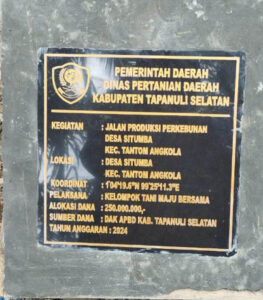 PEMERINTAH DAERAH
DINAS PERTANIAN DAERAH
KABUPATEN TAPANULI SELATAN
KEGIATAN : JALAN PRODUKSI PERKEBUNAN
DESA SITUMBA
KEC. TANTOM ANGKOLA
LOKASI : DESA SITUMBA
KEC. TANTOM ANGKOLA
KOORDINAT : 1°04'19.6"N 99°25'11.3"E
PELAKSANA : KELOMPOK TANI MAJU BERSAMA
ALOKASI DANA : 250.000.000,-
SUMBER DANA : DAK APBD KAB. TAPANULI SELATAN
TAHUN ANGGARAN : 2024